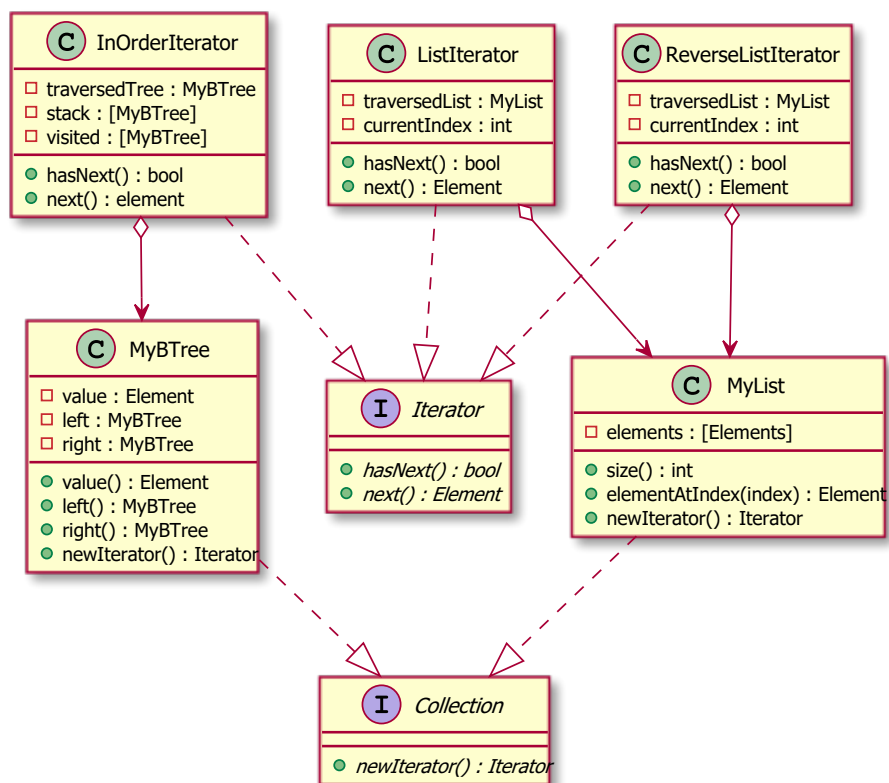 C InOrderIterator
traversedTree : MyBTree
stack : [MyBTree]
visited : [MyBTree]
hasNext() : bool
next() : element
C ListIterator
traversedList : MyList
currentIndex : int
hasNext() : bool
next() : Element
C ReverseListIterator
traversedList : MyList
currentIndex : int
hasNext() : bool
next() : Element
C MyBTree
value : Element
left : MyBTree
right : MyBTree
value() : Element
left() : MyBTree
right() : MyBTree
newIterator() : Iterator
I Iterator
hasNext() : bool
next() : Element
C MyList
elements : [Elements]
size() : int
elementAtIndex(index) : Element
newIterator() : Iterator
I Collection
newIterator() : Iterator